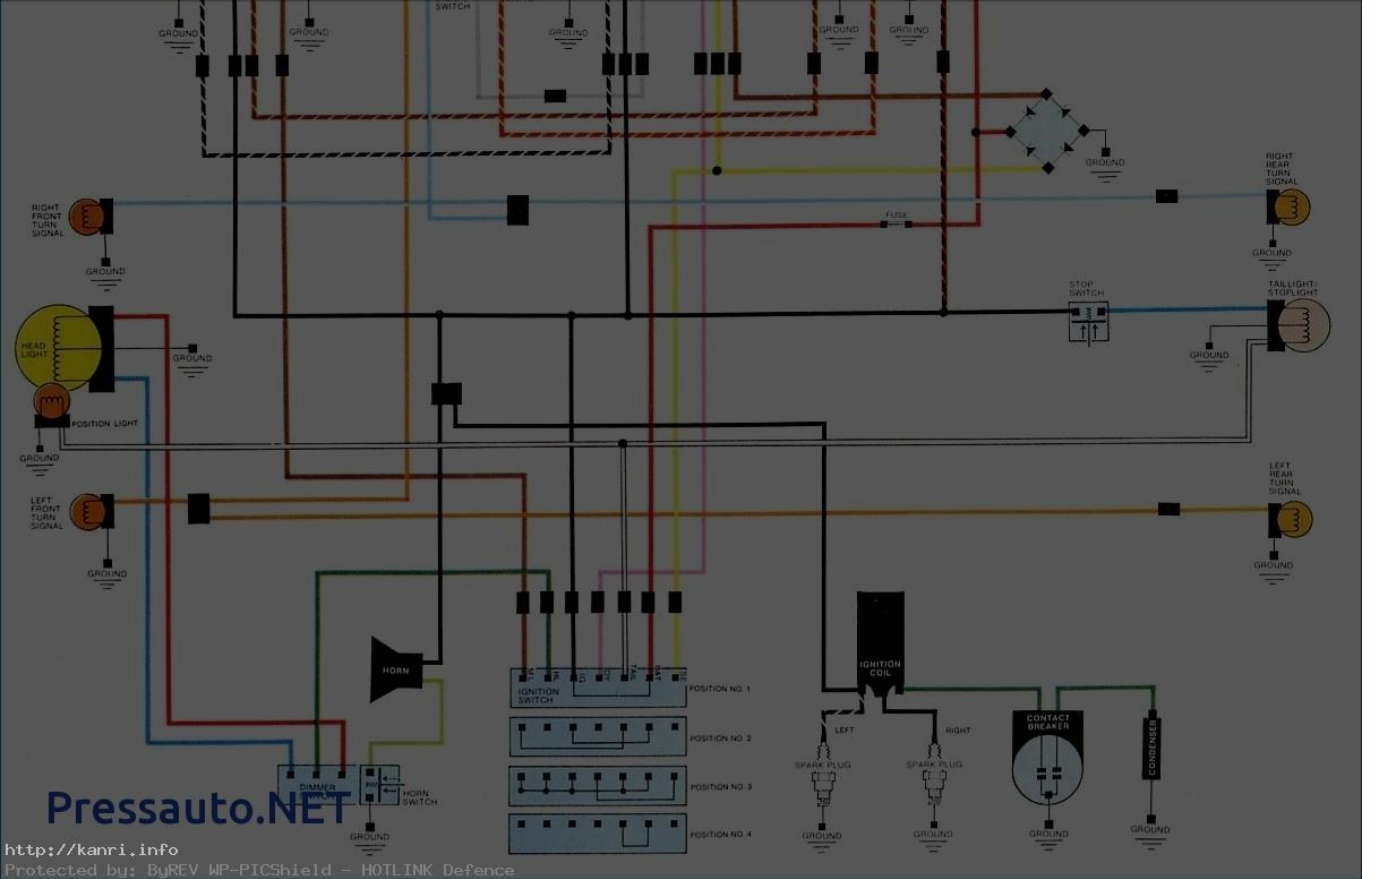 SWITCH
GROUND
GROUND
GROUND
GROUND
GROUND
GROUND
RIGHT
REAR
TURN
SIGNAL
RIGHT
FRONT
TURN
SIGNAL
FUSE
GROUND
GROUND
STOP
SWITCH
TAILLIGHT/
STOPLIGHT
HEAD
LIGHT
GROUND
GROUND
POSITION LIGHT
GROUND
LEFT
FRONT
TURN
SIGNAL
LEFT
REAR
TURN
SIGNAL
GROUND
GROUND
HORN
IGNITION
SWITCH
HL
IG
TAIL
BAT
POSITION NO. 1
IGNITION
COIL
LEFT
RIGHT
CONTACT
BREAKER
CONDENSER
POSITION NO. 2
SPARK PLUG
SPARK PLUG
POSITION NO. 3
DIMMER
HORN
SWITCH
GROUND
POSITION NO. 4
GROUND
GROUND
GROUND
GROUND
Pressauto.NET
http://kanri.info
Protected by: ByREV WP-PICShield - HOTLINK Defence